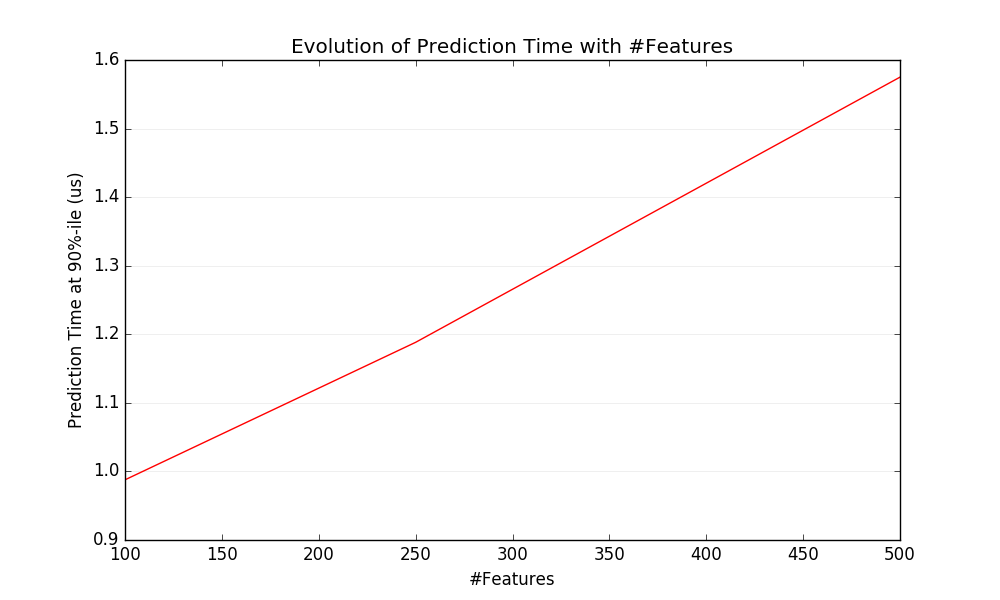 Evolution of Prediction Time with #Features
1.6
1.5
1.4
1.3
1.2
1.1
1.0
0.9
Prediction Time at 90%-ile (us)
100 150 200 250 300 350 400 450 500
#Features